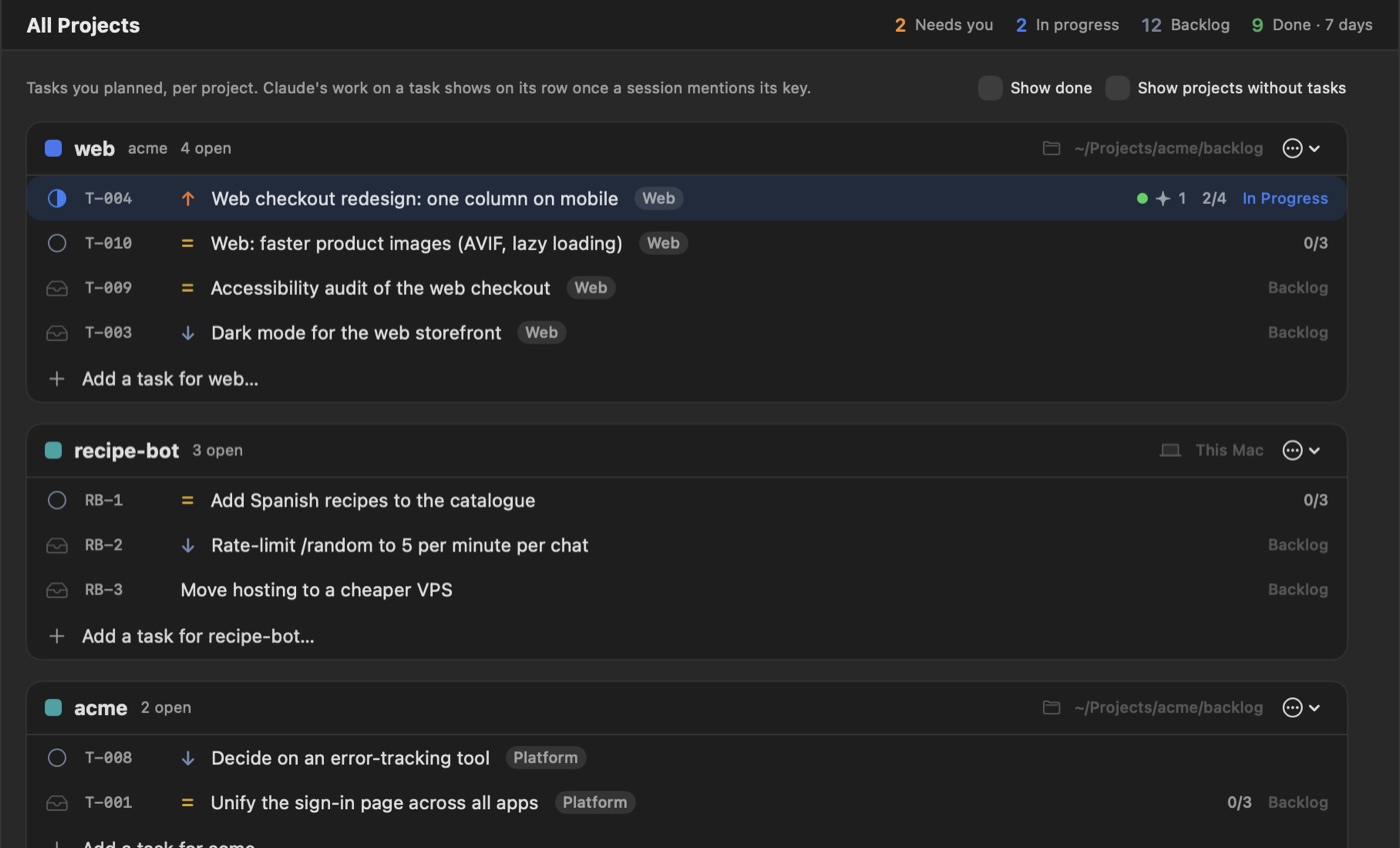 All Projects
2 Needs you 2 In progress 12 Backlog 9 Done · 7 days
Tasks you planned, per project. Claude's work on a task shows on its row once a session mentions its key.
Show done Show projects without tasks
web acme 4 open ~/Projects/acme/backlog
T-004 ↑ Web checkout redesign: one column on mobile Web 1 2/4 In Progress
T-010 = Web: faster product images (AVIF, lazy loading) Web 0/3
T-009 = Accessibility audit of the web checkout Web Backlog
T-003 ↓ Dark mode for the web storefront Web Backlog
+ Add a task for web...
recipe-bot 3 open This Mac
RB-1 = Add Spanish recipes to the catalogue 0/3
RB-2 ↓ Rate-limit /random to 5 per minute per chat Backlog
RB-3 Move hosting to a cheaper VPS Backlog
+ Add a task for recipe-bot...
acme 2 open ~/Projects/acme/backlog
T-008 ↓ Decide on an error-tracking tool Platform
T-001 = Unify the sign-in page across all apps Platform 0/3 Backlog
+ Add a task for acme...